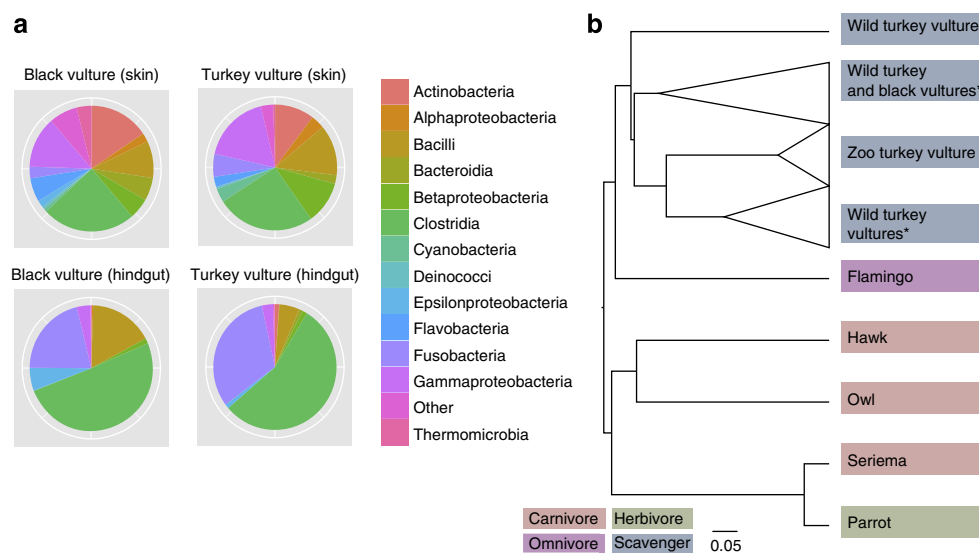 a
Black vulture (skin)
Turkey vulture (skin)
Black vulture (hindgut)
Turkey vulture (hindgut)
Actinobacteria
Alphaproteobacteria
Bacilli
Bacteroidia
Betaproteobacteria
Clostridia
Cyanobacteria
Deinococci
Epsilonproteobacteria
Flavobacteria
Fusobacteria
Gammaproteobacteria
Other
Thermomicrobia
b
Wild turkey vulture
Wild turkey
and black vultures*
Zoo turkey vulture
Wild turkey
vultures*
Flamingo
Hawk
Owl
Seriema
Parrot
Carnivore
Herbivore
Omnivore
Scavenger
0.05